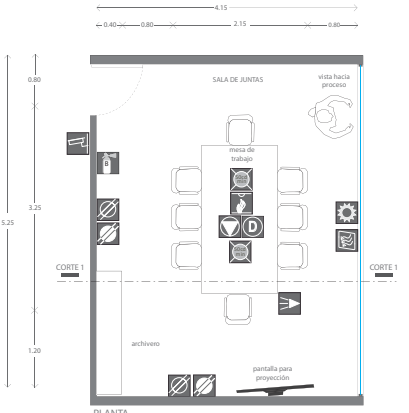 4.15
0.40
0.80
2.15
0.80
0.80
SALA DE JUNTAS
vista hacia
proceso
mesa de
trabajo
B
D
5.25
3.25
CORTE 1
CORTE 1
1.20
archivero
pantalla para
proyección
PLANTA